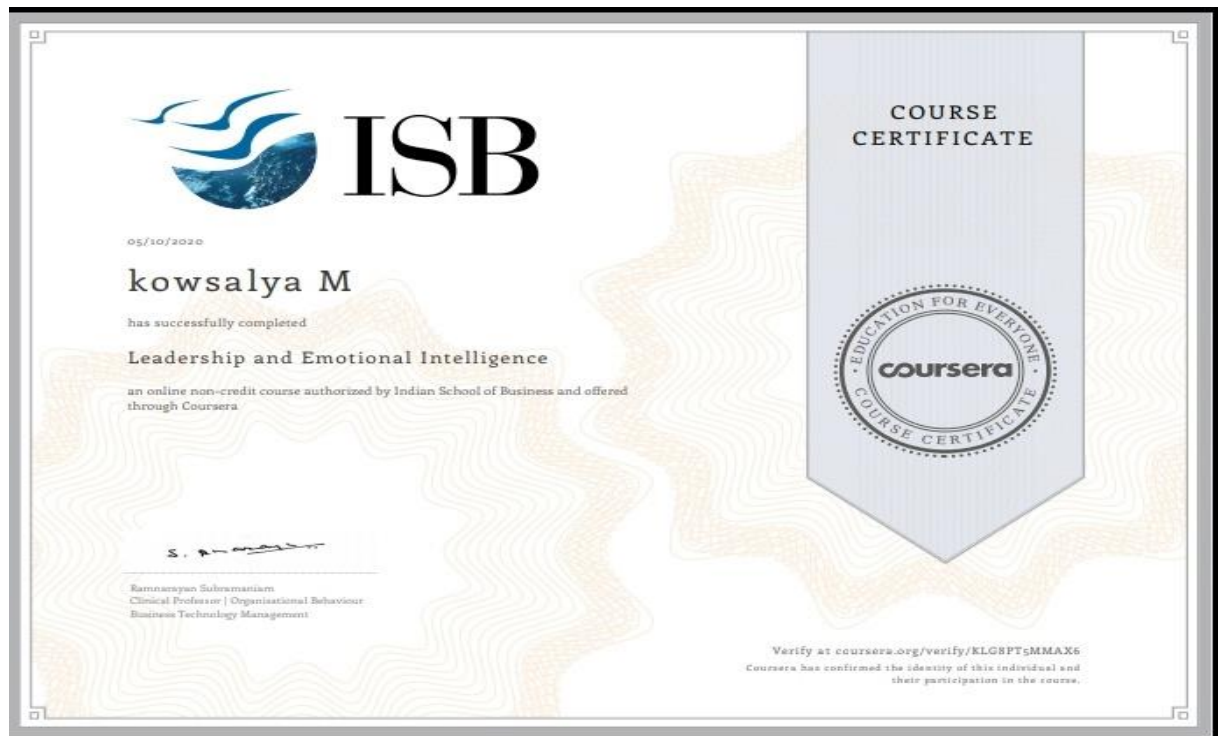 ISB
05/10/2020
kowsalya M
has successfully completed
Leadership and Emotional Intelligence
an online non-credit course authorized by Indian School of Business and offered
through Coursera
S.
Ramnarayan Subramaniam
Clinical Professor | Organisational Behaviour
Business Technology Management
COURSE
CERTIFICATE
EDUCATION FOR EVERYONE
coursera
COURSE CERTIFICATE
Verify at coursera.org/verify/KLG8PT5MMAX6
Coursera has confirmed the identity of this individual and
their participation in the course.